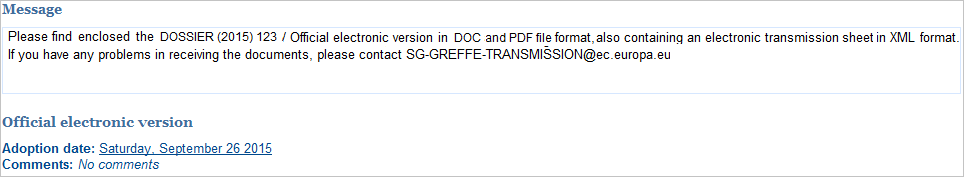 Message
Please find enclosed the DOSSIER (2015) 123 / Official electronic version in DOC and PDF file format, also containing an electronic transmission sheet in XML format.
If you have any problems in receiving the documents, please contact SG-GREFFE-TRANSMISSION@ec.europa.eu
Official electronic version
Adoption date: Saturday, September 26 2015
Comments: No comments